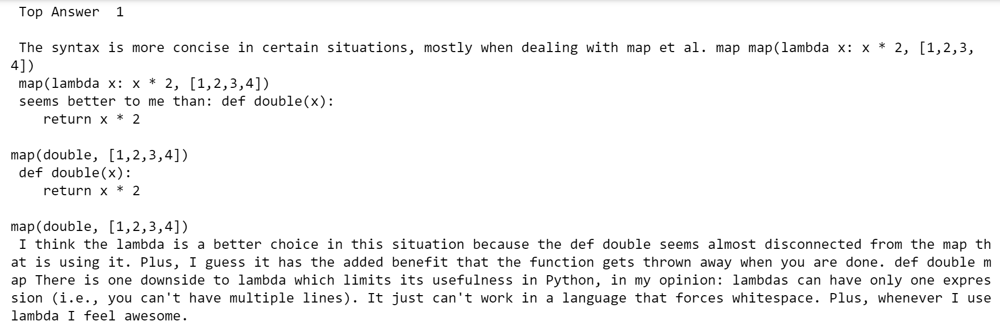 Top Answer  1
The syntax is more concise in certain situations, mostly when dealing with map et al. map map(lambda x: x * 2, [1,2,3,
4])
map(lambda x: x * 2, [1,2,3,4])
seems better to me than: def double(x):
return x * 2
map(double, [1,2,3,4])
def double(x):
return x * 2
map(double, [1,2,3,4])
I think the lambda is a better choice in this situation because the def double seems almost disconnected from the map th
at is using it. Plus, I guess it has the added benefit that the function gets thrown away when you are done. def double m
ap There is one downside to lambda which limits its usefulness in Python, in my opinion: lambdas can have only one expres
sion (i.e., you can't have multiple lines). It just can't work in a language that forces whitespace. Plus, whenever I use
lambda I feel awesome.